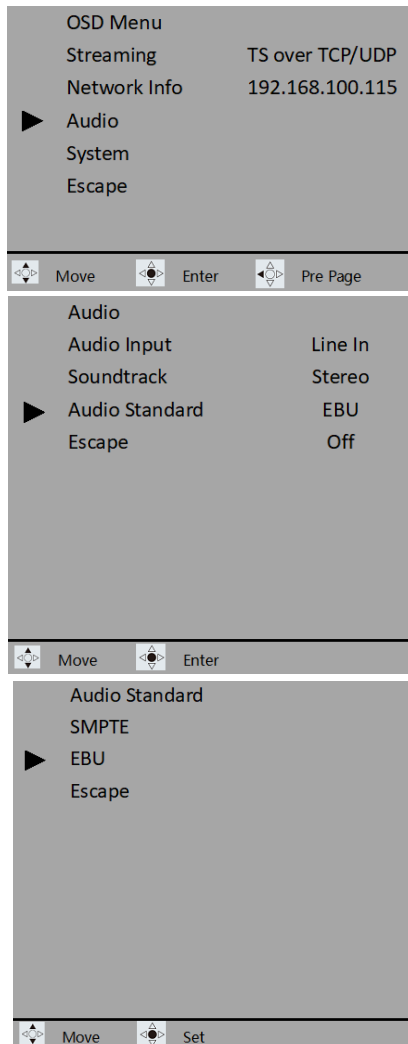 OSD Menu
Streaming TS over TCP/UDP
Network Info 192.168.100.115
Audio
System
Escape
Move Enter Pre Page
Audio
Audio Input Line In
Soundtrack Stereo
Audio Standard EBU
Escape Off
Move Enter
Audio Standard
SMPTE
EBU
Escape
Move Set